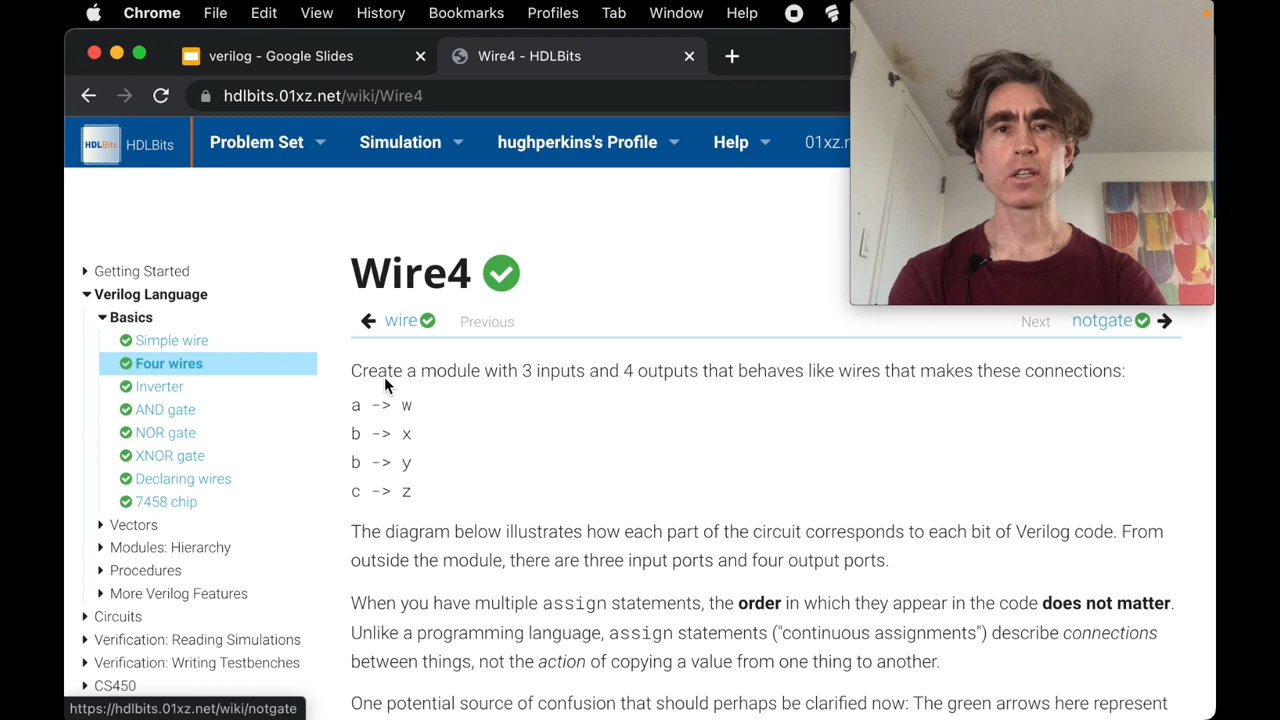 Chrome File Edit View History Bookmarks Profiles Tab Window Help
verilog - Google Slides
Wire4 - HDLBits
hdlbits.01xz.net/wiki/Wire4
HDLBits HDLBits Problem Set Simulation hughperkins's Profile Help 01xz.n
Getting Started
Verilog Language
Basics
Simple wire
Four wires
Inverter
AND gate
NOR gate
XNOR gate
Declaring wires
7458 chip
Vectors
Modules: Hierarchy
Procedures
More Verilog Features
Circuits
Verification: Reading Simulations
Verification: Writing Testbenches
CS450
https://hdlbits.01xz.net/wiki/notgate
Wire4
wire Previous
Next notgate
Create a module with 3 inputs and 4 outputs that behaves like wires that makes these connections:
a -> w
b -> x
b -> y
c -> z
The diagram below illustrates how each part of the circuit corresponds to each bit of Verilog code. From
outside the module, there are three input ports and four output ports.
When you have multiple assign statements, the order in which they appear in the code does not matter.
Unlike a programming language, assign statements ("continuous assignments") describe connections
between things, not the action of copying a value from one thing to another.
One potential source of confusion that should perhaps be clarified now: The green arrows here represent